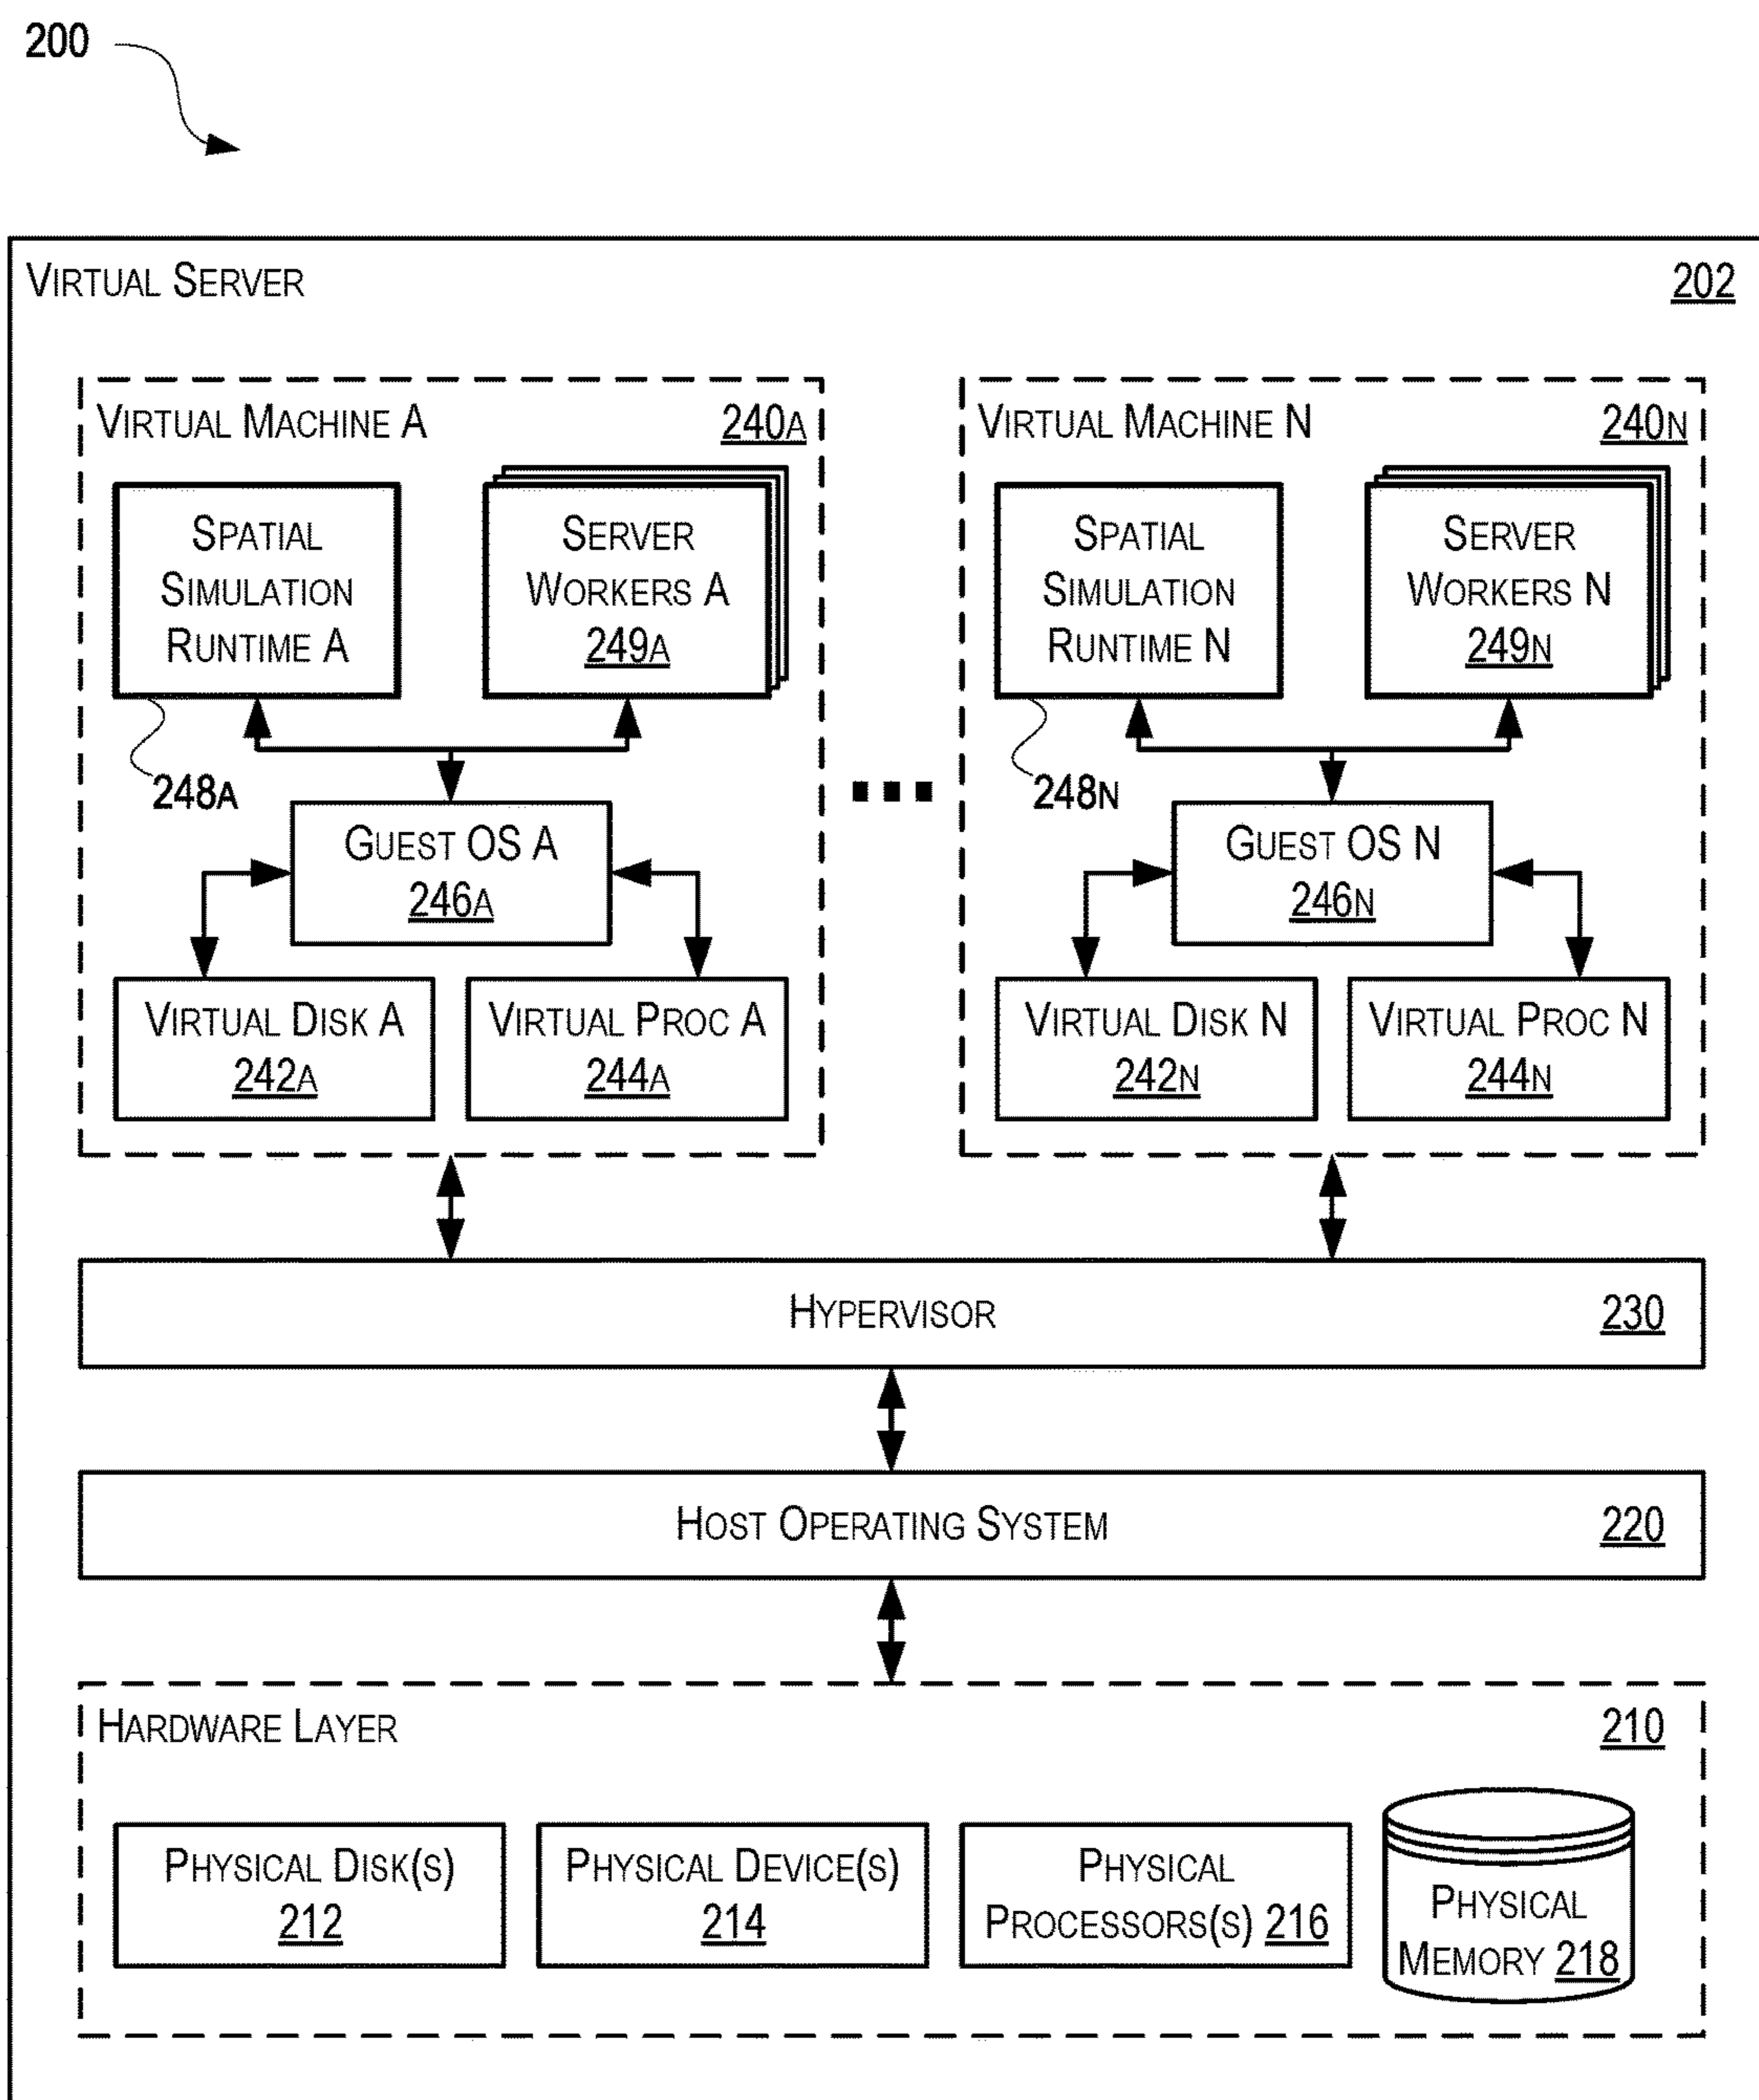 200
VIRTUAL SERVER 202
VIRTUAL MACHINE A 240A
SPATIAL
SIMULATION
RUNTIME A
SERVER
WORKERS A
249A
248A
GUEST OS A
246A
VIRTUAL DISK A
242A
VIRTUAL PROC A
244A
VIRTUAL MACHINE N 240N
SPATIAL
SIMULATION
RUNTIME N
SERVER
WORKERS N
249N
248N
GUEST OS N
246N
VIRTUAL DISK N
242N
VIRTUAL PROC N
244N
HYPERVISOR 230
HOST OPERATING SYSTEM 220
HARDWARE LAYER 210
PHYSICAL DISK(S)
212
PHYSICAL DEVICE(S)
214
PHYSICAL
PROCESSORS(S) 216
PHYSICAL
MEMORY 218